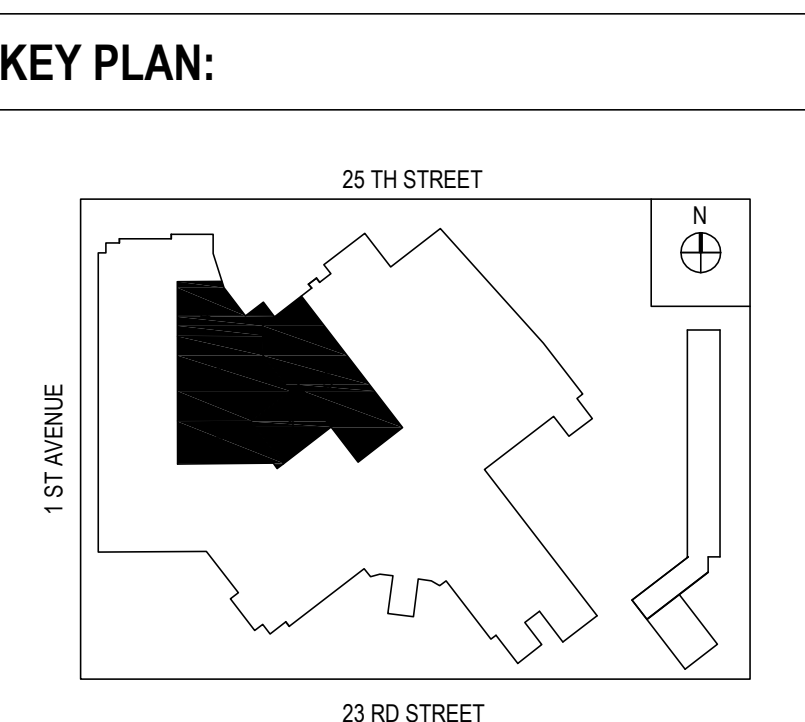 KEY PLAN:
25 TH STREET
N
1 ST AVENUE
23 RD STREET